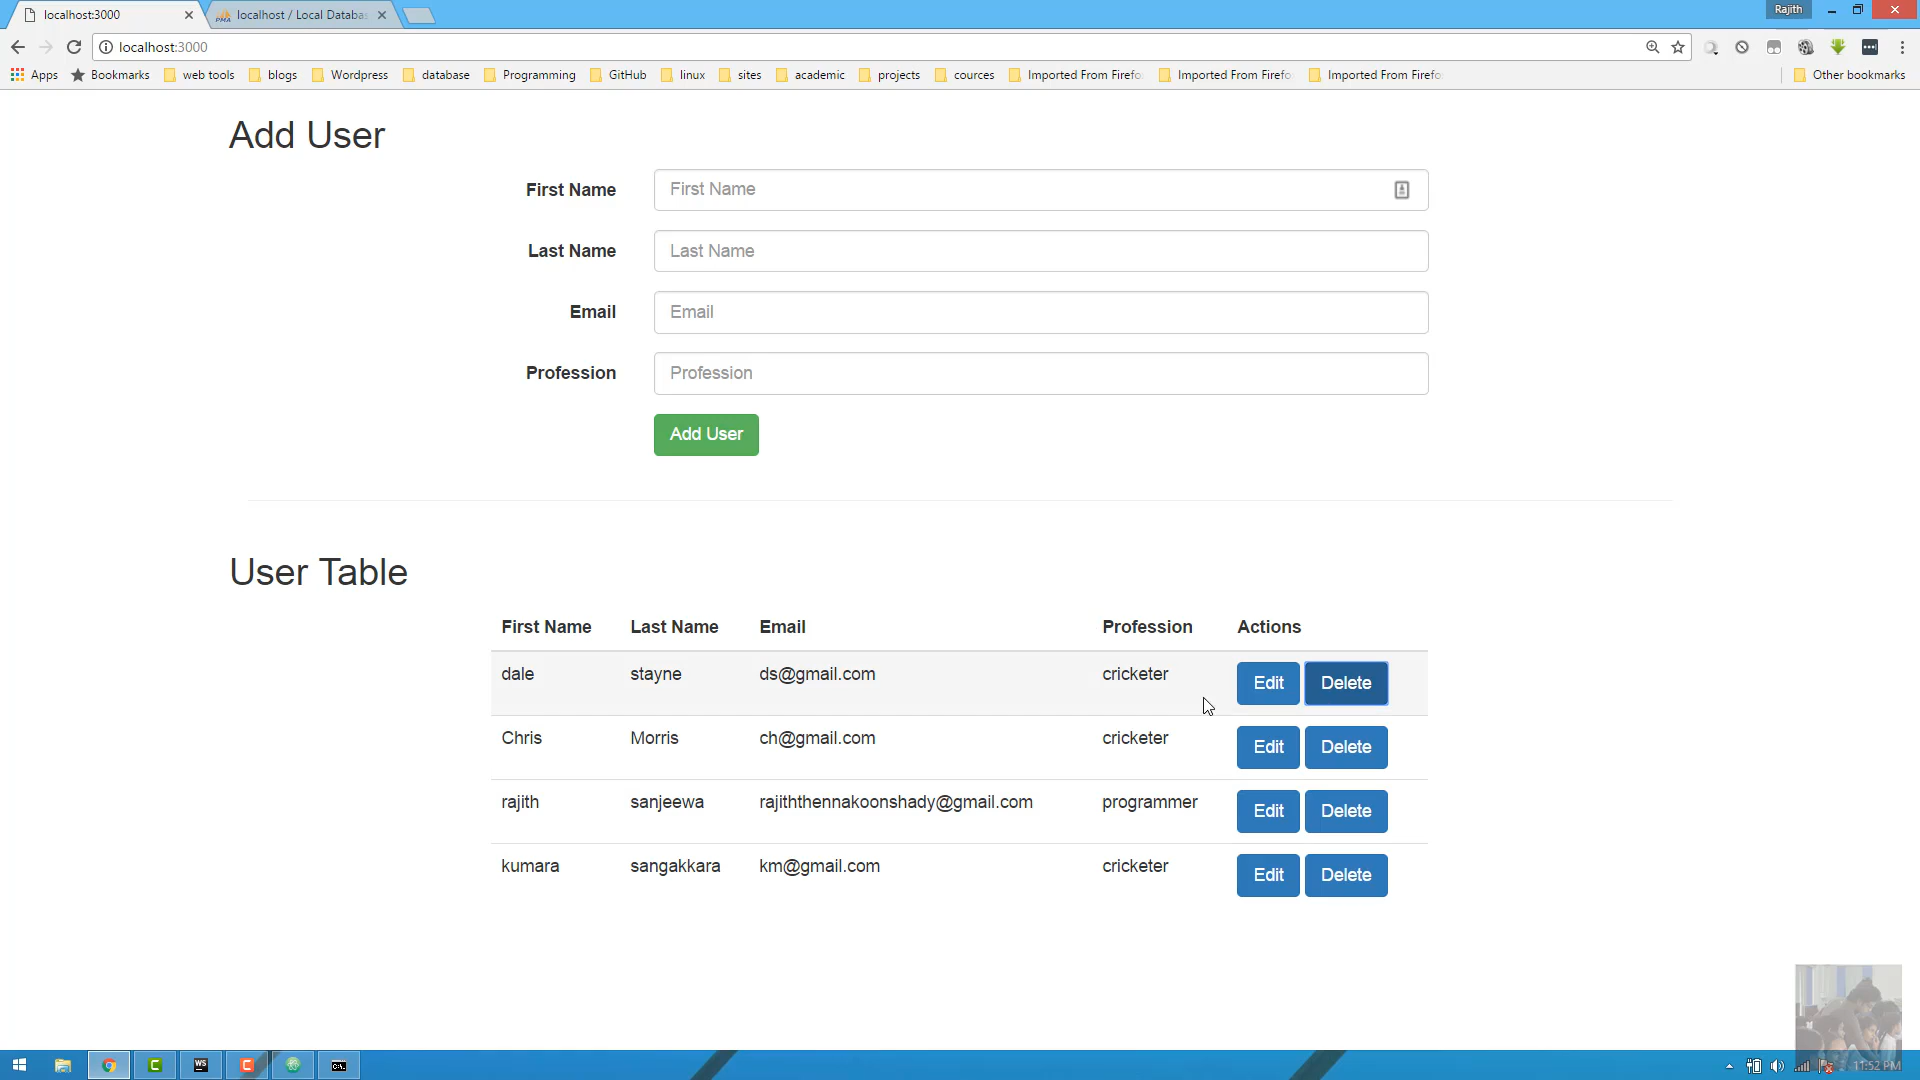 localhost:3000
localhost / Local Databas
Rajith
localhost:3000
Apps Bookmarks web tools blogs Wordpress database Programming GitHub linux sites academic projects cources Imported From Firefo Imported From Firefo Imported From Firefo Other bookmarks
Add User
First Name First Name
Last Name Last Name
Email Email
Profession Profession
Add User
User Table
First Name Last Name Email Profession Actions
dale stayne ds@gmail.com cricketer Edit Delete
Chris Morris ch@gmail.com cricketer Edit Delete
rajith sanjeewa rajiththennakoonshady@gmail.com programmer Edit Delete
kumara sangakkara km@gmail.com cricketer Edit Delete
11:52 PM